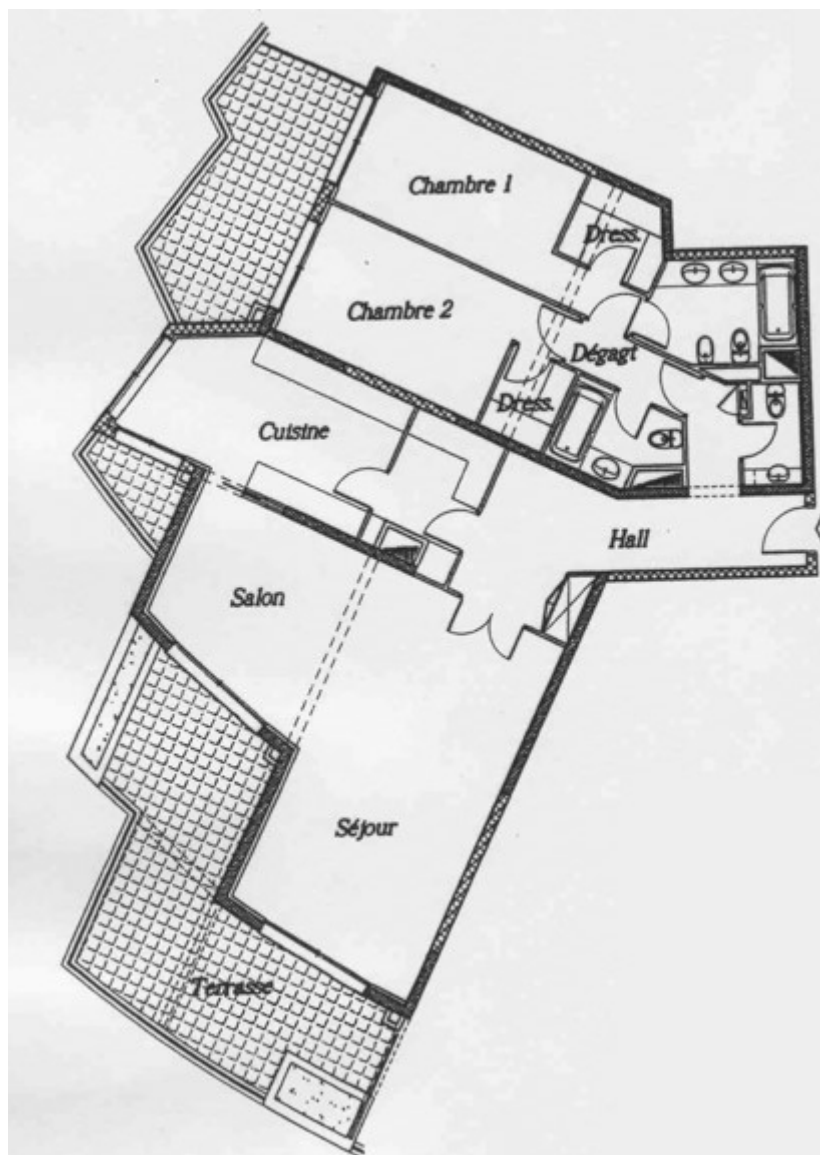 Chambre 1
Dress.
Chambre 2
Dégagt
Dress.
Cuisine
Hall
Salon
Séjour
Terrasse